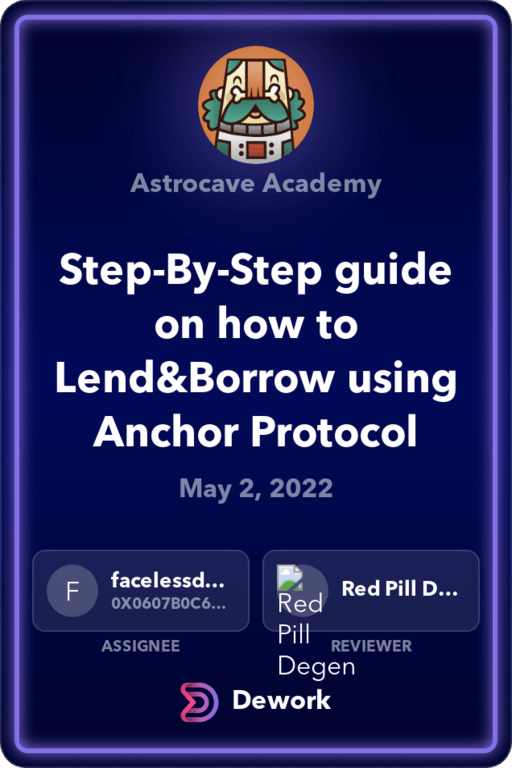 Astrocave Academy
Step-By-Step guide
on how to
Lend&Borrow using
Anchor Protocol
May 2, 2022
F
facelessd...
0X0607B0C6...
ASSIGNEE
Red
Pill
Degen
Red Pill D...
REVIEWER
Dework